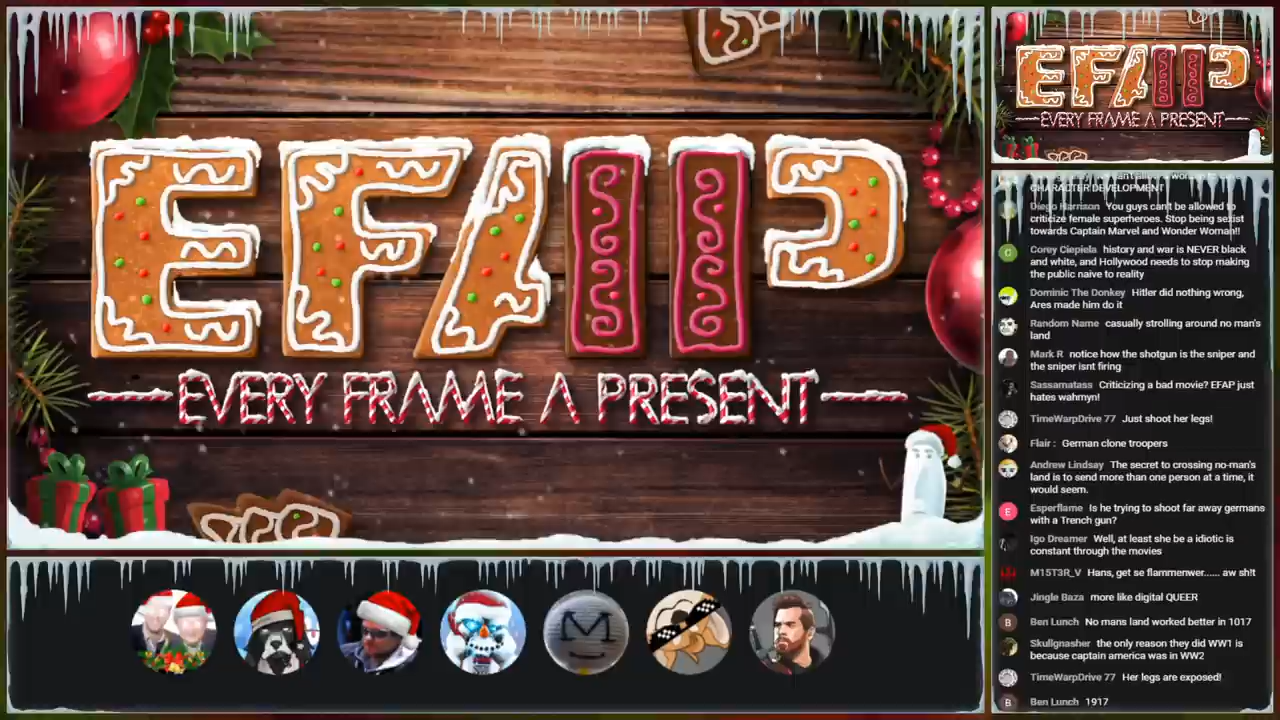 EFAP
EVERY FRAME A PRESENT
M
EFAP
EVERY FRAME A PRESENT
CHARACTER DEVELOPMENT
Diego Harrison You guys can't be allowed to
criticize female superheroes. Stop being sexist
towards Captain Marvel and Wonder Woman!!
C
Corey Ciepiela history and war is NEVER black
and white, and Hollywood needs to stop making
the public naive to reality
Dominic The Donkey Hitler did nothing wrong,
Ares made him do it
Random Name casually strolling around no man's
land
Mark R notice how the shotgun is the sniper and
the sniper isnt firing
Sassamatass Criticizing a bad movie? EFAP just
hates wahmyn!
TimeWarpDrive 77 Just shoot her legs!
Flair : German clone troopers
Andrew Lindsay The secret to crossing no-man's
land is to send more than one person at a time, it
would seem.
E
Esperflame Is he trying to shoot far away germans
with a Trench gun?
Igo Dreamer Well, at least she be a idiotic is
constant through the movies
M15T3R_V Hans, get se flammenwer...... aw sh!t
Jingle Baza more like digital QUEER
B
Ben Lunch No mans land worked better in 1017
Skullgnasher the only reason they did WW1 is
because captain america was in WW2
TimeWarpDrive 77 Her legs are exposed!
B
Ben Lunch 1917